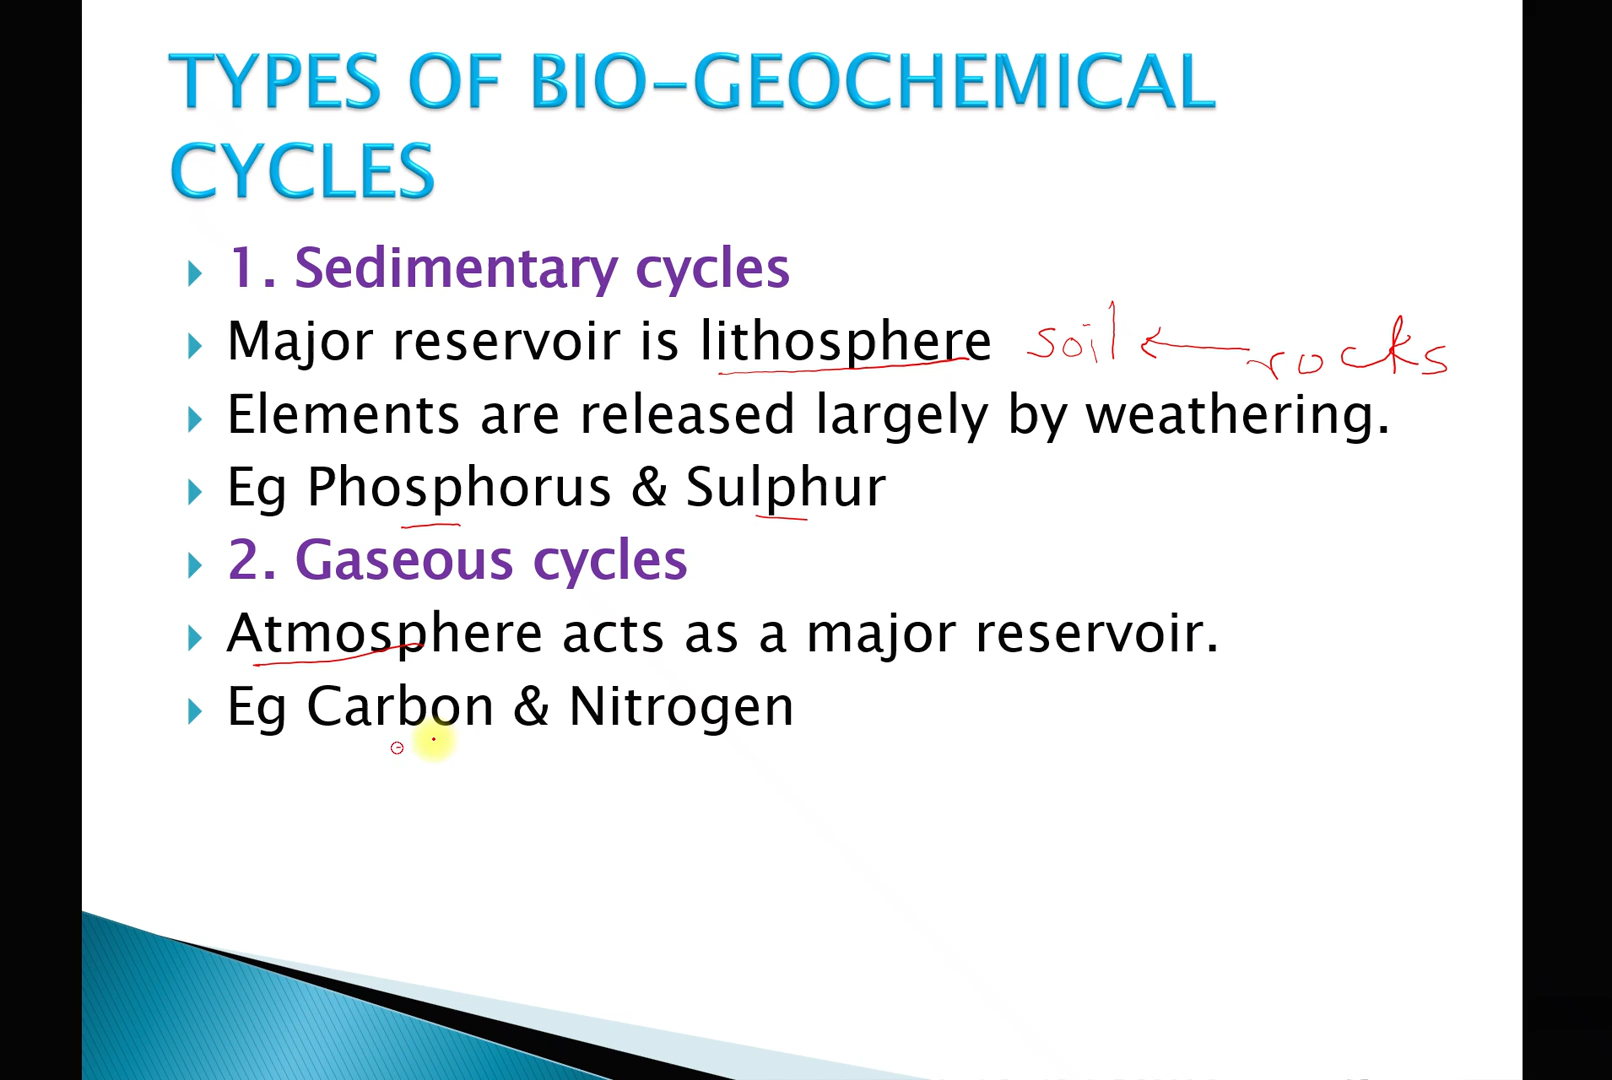 TYPES OF BIO-GEOCHEMICAL
CYCLES
1. Sedimentary cycles
Major reservoir is lithosphere soil ← rocks
Elements are released largely by weathering.
Eg Phosphorus & Sulphur
2. Gaseous cycles
Atmosphere acts as a major reservoir.
Eg Carbon & Nitrogen